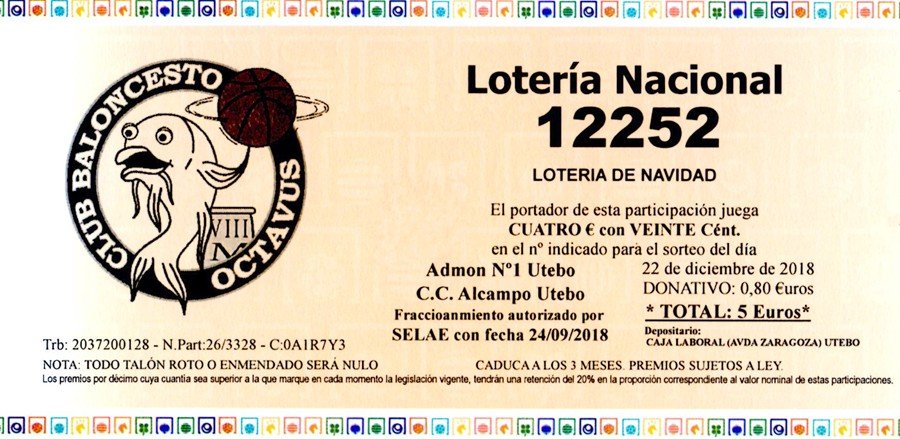 CLUB BALONCESTO
OCTAVUS
VIII
M
Lotería Nacional
12252
LOTERIA DE NAVIDAD
El portador de esta participación juega
CUATRO € con VEINTE Cént.
en el nº indicado para el sorteo del día
Admon Nº1 Utebo
C.C. Alcampo Utebo
Fraccioanmiento autorizado por
SELAE con fecha 24/09/2018
22 de diciembre de 2018
DONATIVO: 0,80 €uros
* TOTAL: 5 Euros*
Depositario:
CAJA LABORAL (AVDA ZARAGOZA) UTEBO
Trb: 2037200128 - N.Part:26/3328 - C:0A1R7Y3
NOTA: TODO TALÓN ROTO O ENMENDADO SERÁ NULO
CADUCA A LOS 3 MESES. PREMIOS SUJETOS A LEY.
Los premios por décimo cuya cuantia sea superior a la que marque en cada momento la legislación vigente, tendrán una retención del 20% en la proporción correspondiente al valor nominal de estas participaciones.